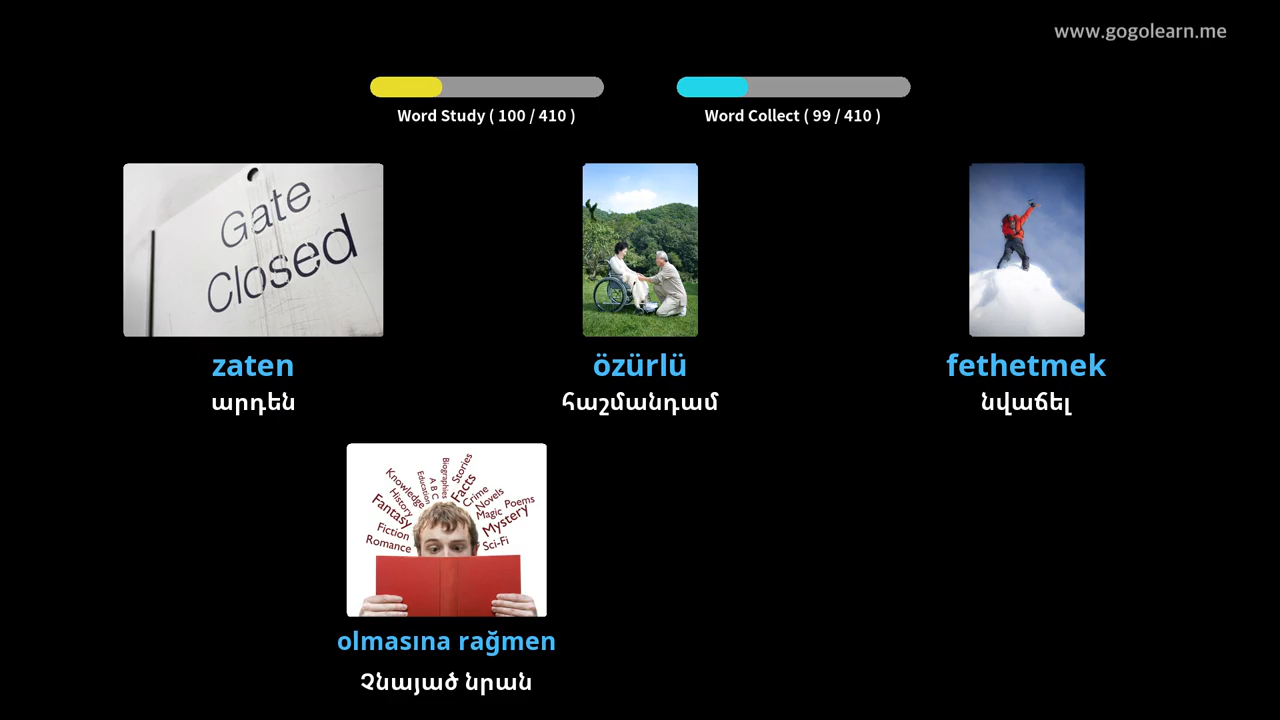 www.gogolearn.me
Word Study ( 100 / 410 )
Word Collect ( 99 / 410 )
Gate
Closed
zaten
արդեն
özürlü
հաշմանդամ
fethetmek
նվաճել
Stories
Biographies
Facts
A B C
Education
Knowledge
Crime
History
Novels
Fantasy
Magic
Poems
Mystery
Fiction
Romance
Sci-Fi
olmasına rağmen
Չնայած նրան